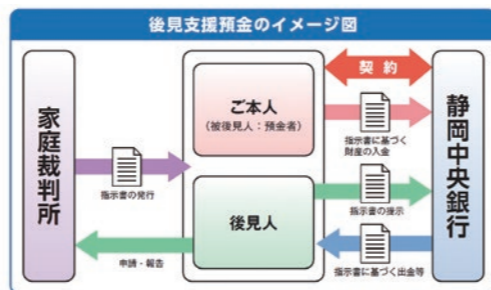 後見支援預金のイメージ図
家庭裁判所
指示書の発行
申請・報告
ご本人
（被後見人：預金者）
後見人
契約
指示書に基づく
財産の入金
指示書の提示
指示書に基づく出金等
静岡中央銀行